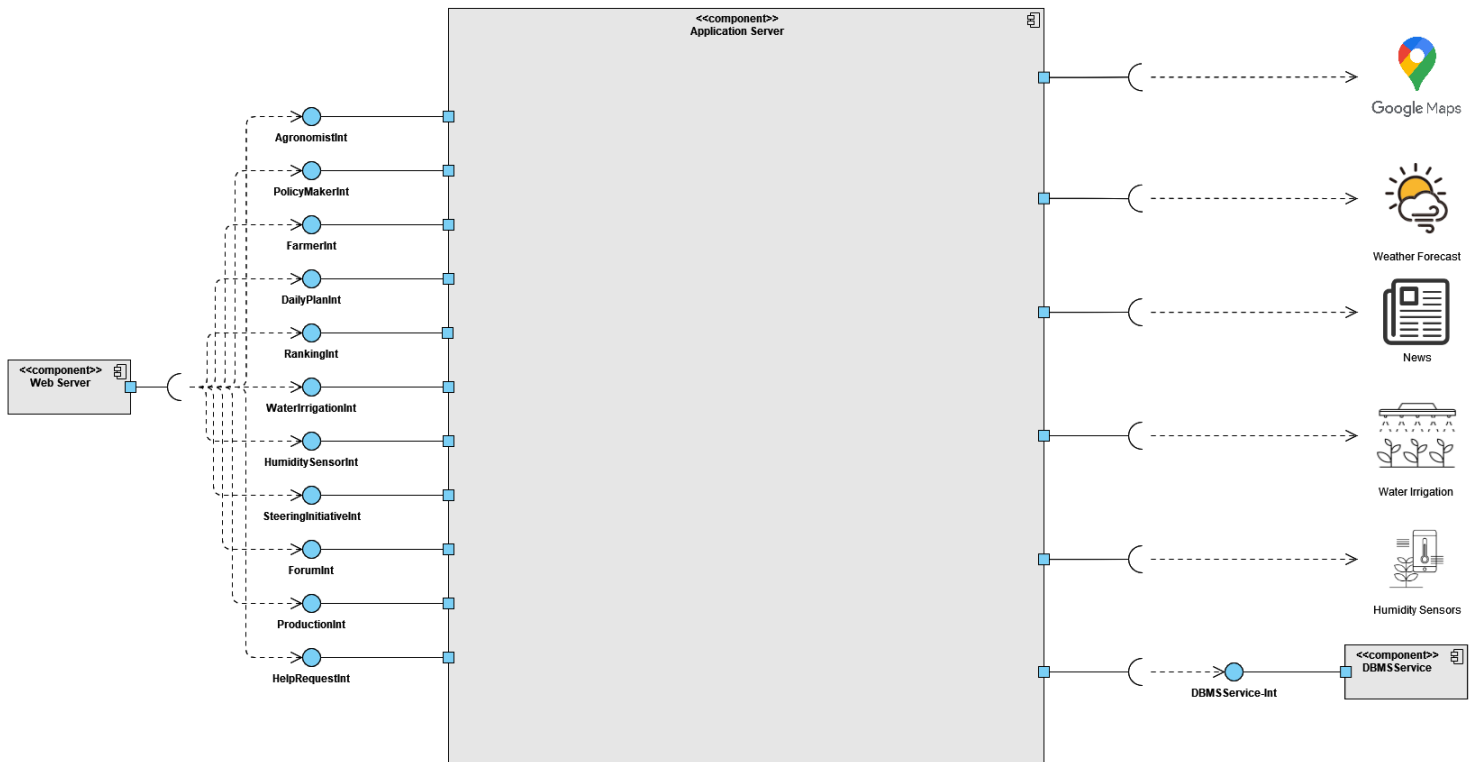 <<component>>
Application Server
AgronomistInt
PolicyMakerInt
FarmerInt
DailyPlanInt
RankingInt
<<component>>
Web Server
WaterIrrigationInt
HumiditySensorInt
SteeringInitiativeInt
ForumInt
ProductionInt
HelpRequestInt
Google Maps
Weather Forecast
News
Water Irrigation
Humidity Sensors
<<component>>
DBMSService
DBMSService-Int